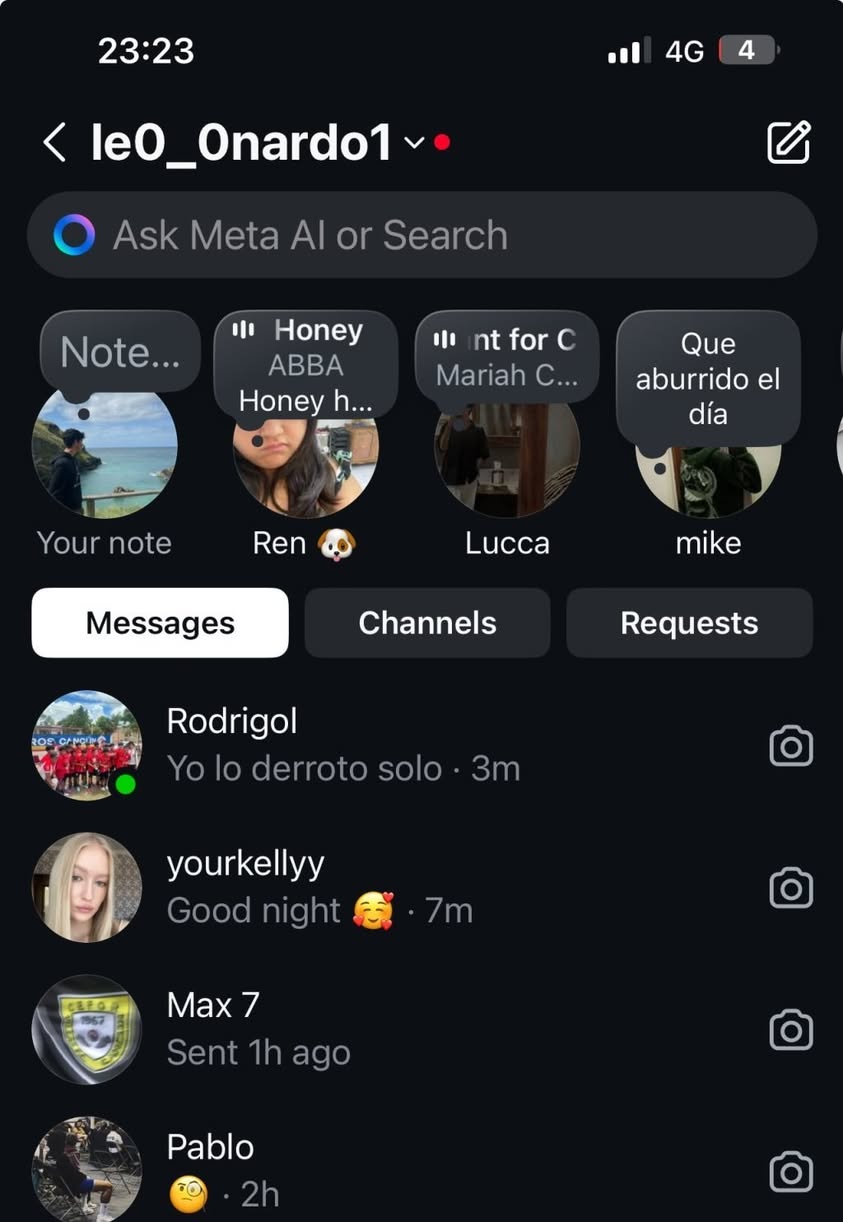 23:23
4G
4
le0_0nardo1
Ask Meta AI or Search
Note...
Honey
ABBA
Honey h...
nt for C
Mariah C...
Que
aburrido el
día
Your note
Ren 🐶
Lucca
mike
Messages
Channels
Requests
Rodrigol
Yo lo derroto solo · 3m
yourkellyy
Good night 🥰 · 7m
Max 7
Sent 1h ago
Pablo
🧐 · 2h